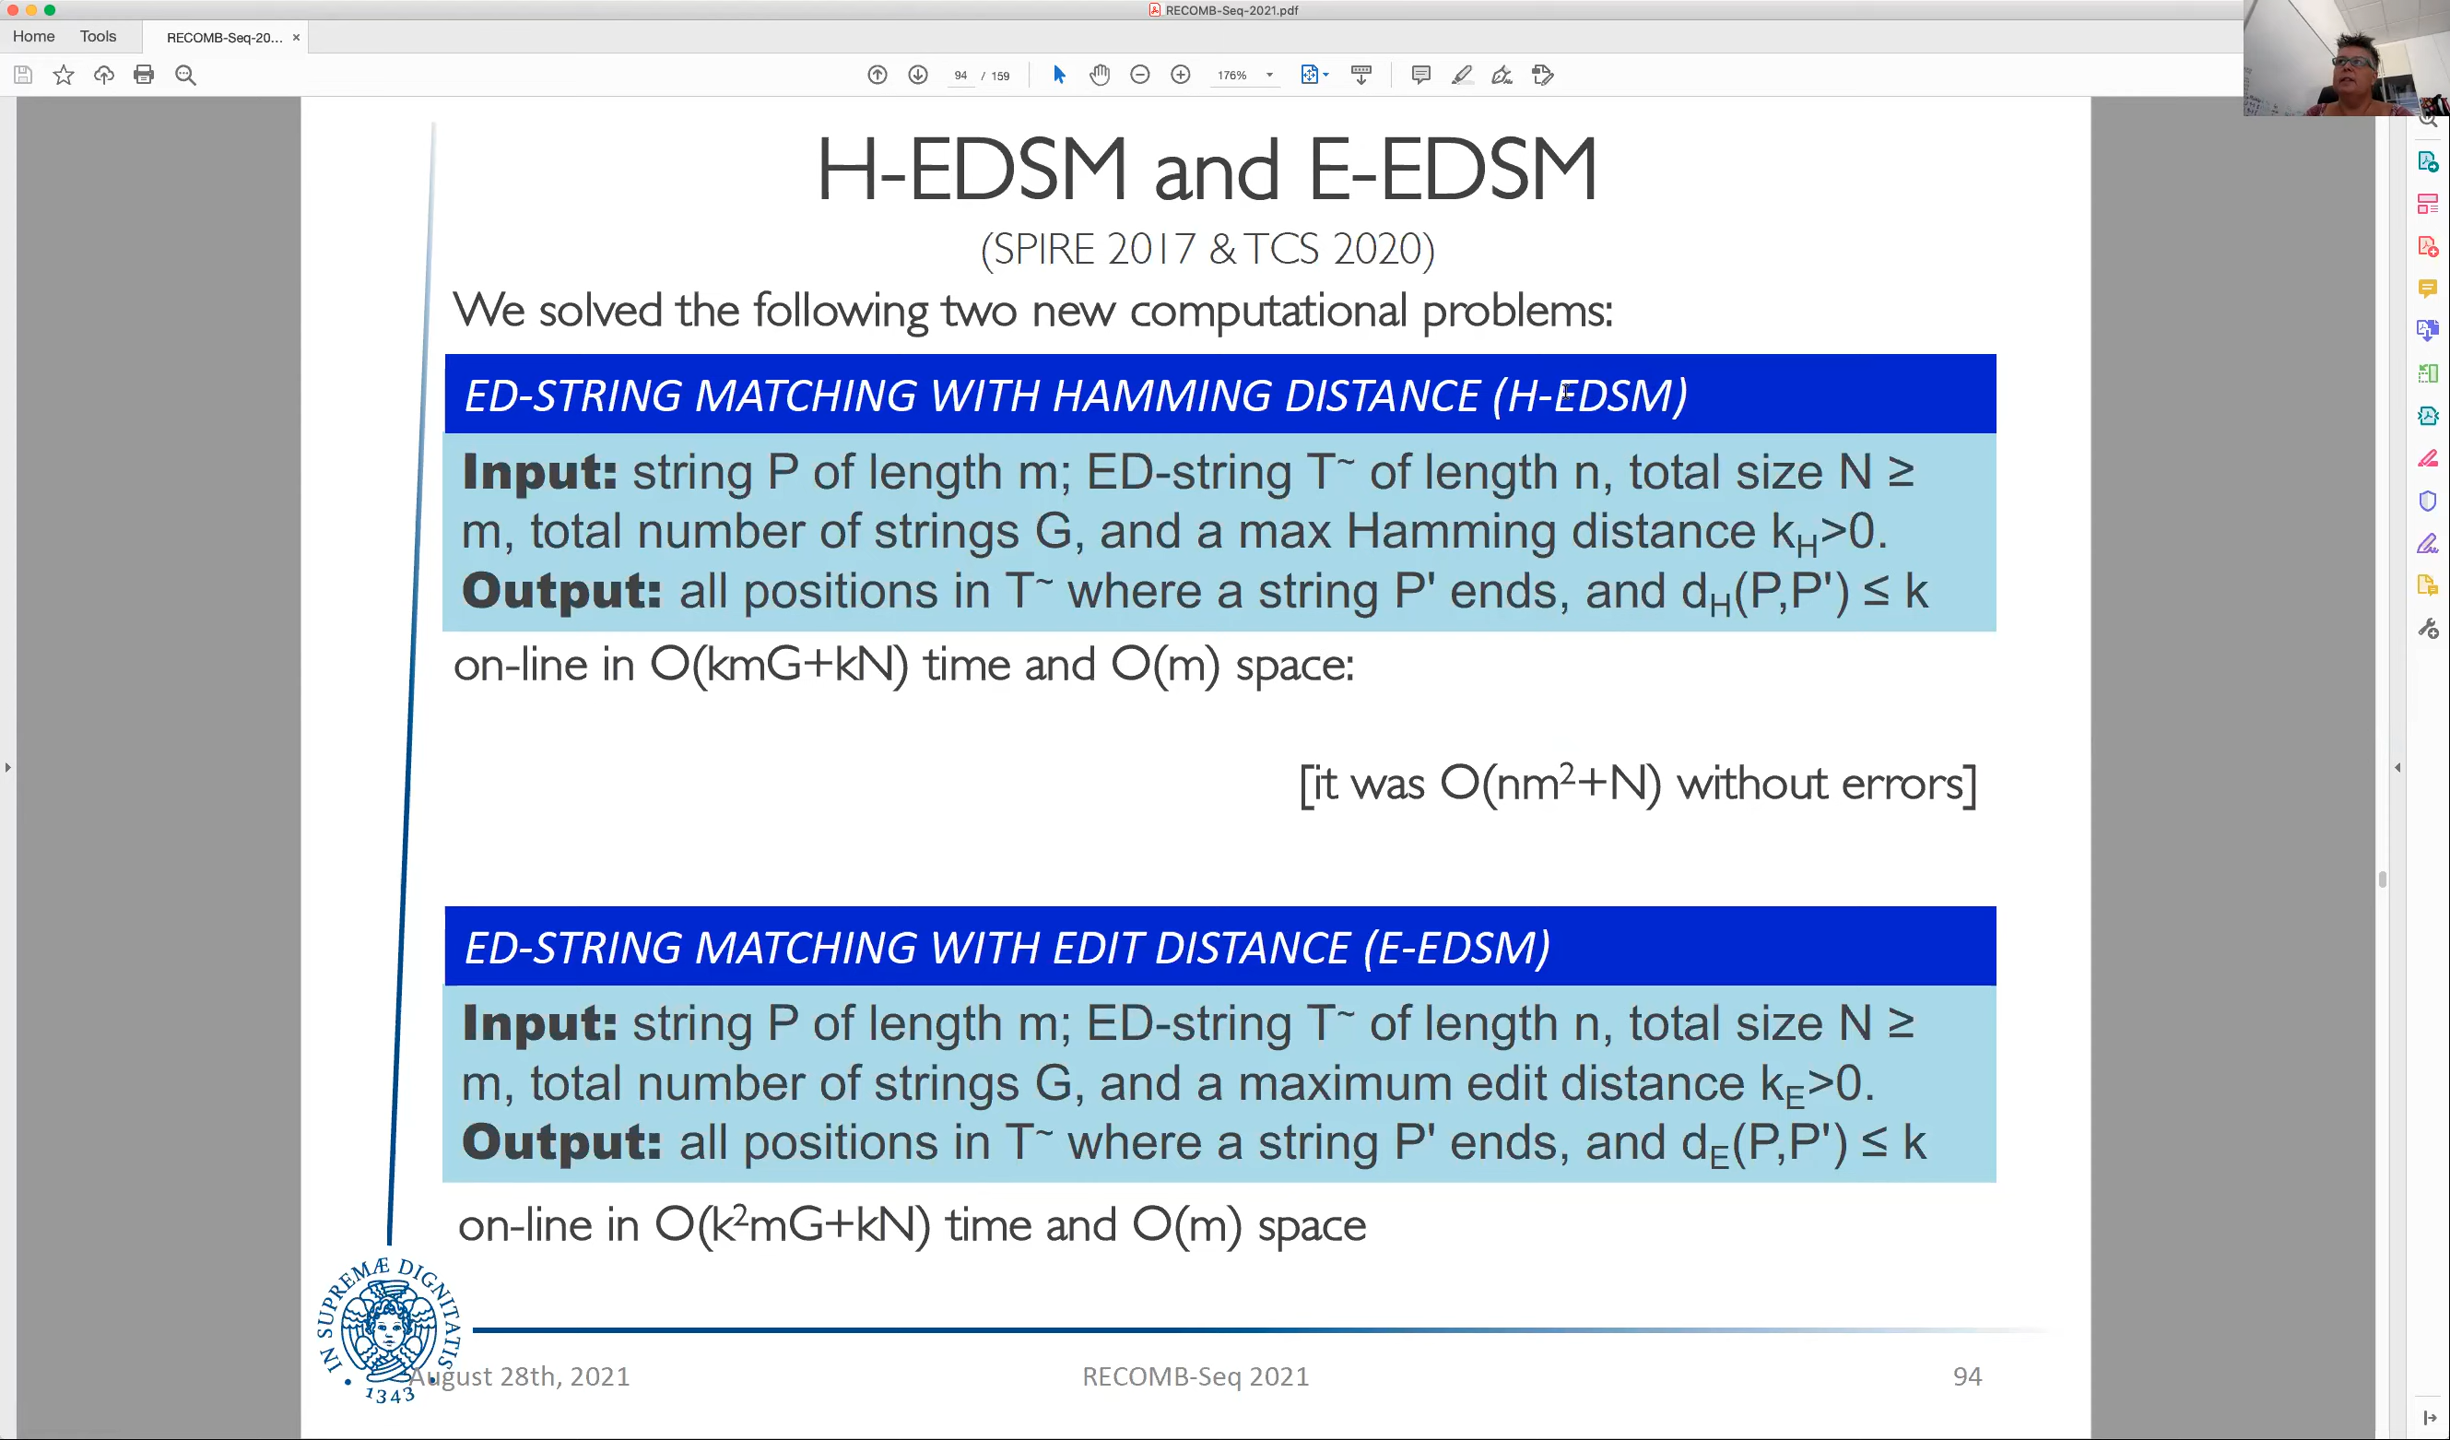 RECOMB-Seq-2021.pdf
Home Tools RECOMB-Seq-20... ×
94 / 159 176%
H-EDSM and E-EDSM
(SPIRE 2017 & TCS 2020)
We solved the following two new computational problems:
ED-STRING MATCHING WITH HAMMING DISTANCE (H-EDSM)
Input: string P of length m; ED-string T~ of length n, total size N ≥
m, total number of strings G, and a max Hamming distance kH>0.
Output: all positions in T~ where a string P' ends, and dH(P,P') ≤ k
on-line in O(kmG+kN) time and O(m) space:
[it was O(nm²+N) without errors]
ED-STRING MATCHING WITH EDIT DISTANCE (E-EDSM)
Input: string P of length m; ED-string T~ of length n, total size N ≥
m, total number of strings G, and a maximum edit distance kE>0.
Output: all positions in T~ where a string P' ends, and dE(P,P') ≤ k
on-line in O(k²mG+kN) time and O(m) space
IN SUPREMÆ DIGNITATIS
· 1343 ·
August 28th, 2021 RECOMB-Seq 2021 94